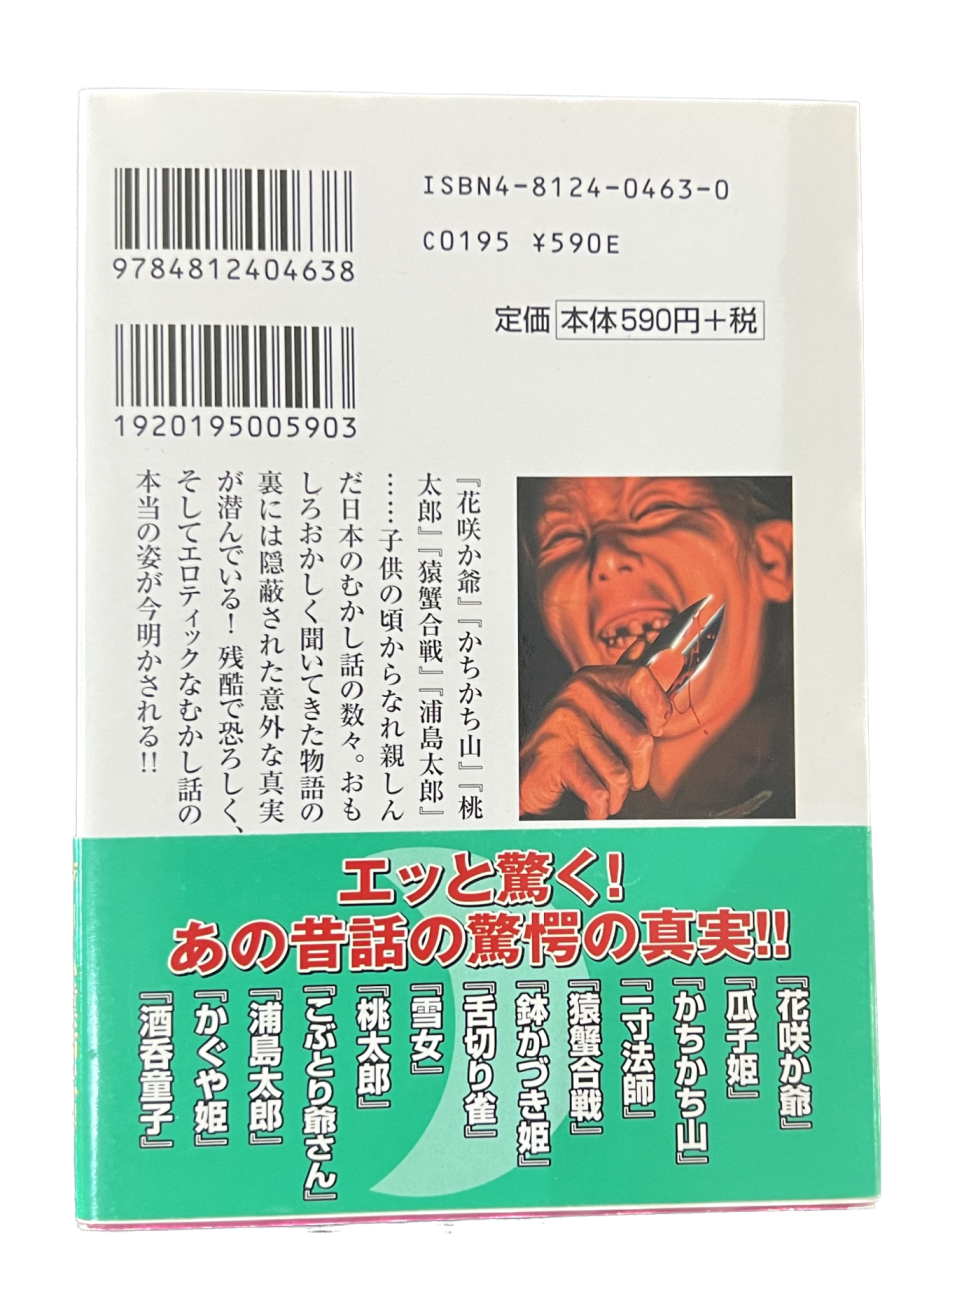 ISBN4-8124-0463-0
C0195 ¥590E
定価 本体590円+税
9784812404638
1920195005903
『花咲か爺』『かちかち山』『桃
太郎』『猿蟹合戦』『浦島太郎』
……子供の頃からなれ親しん
だ日本のむかし話の数々。おも
しろおかしく聞いてきた物語の
裏には隠蔽された意外な真実
が潜んでいる！残酷で恐ろしく、
そしてエロティックなむかし話の
本当の姿が今明かされる!!
エッと驚く!
あの昔話の驚愕の真実!!
『花咲か爺』
『瓜子姫』
『かちかち山』
『一寸法師』
『猿蟹合戦』
『鉢かづき姫』
『舌切り雀』
『雪女』
『桃太郎』
『こぶとり爺さん』
『浦島太郎』
『かぐや姫』
『酒呑童子』